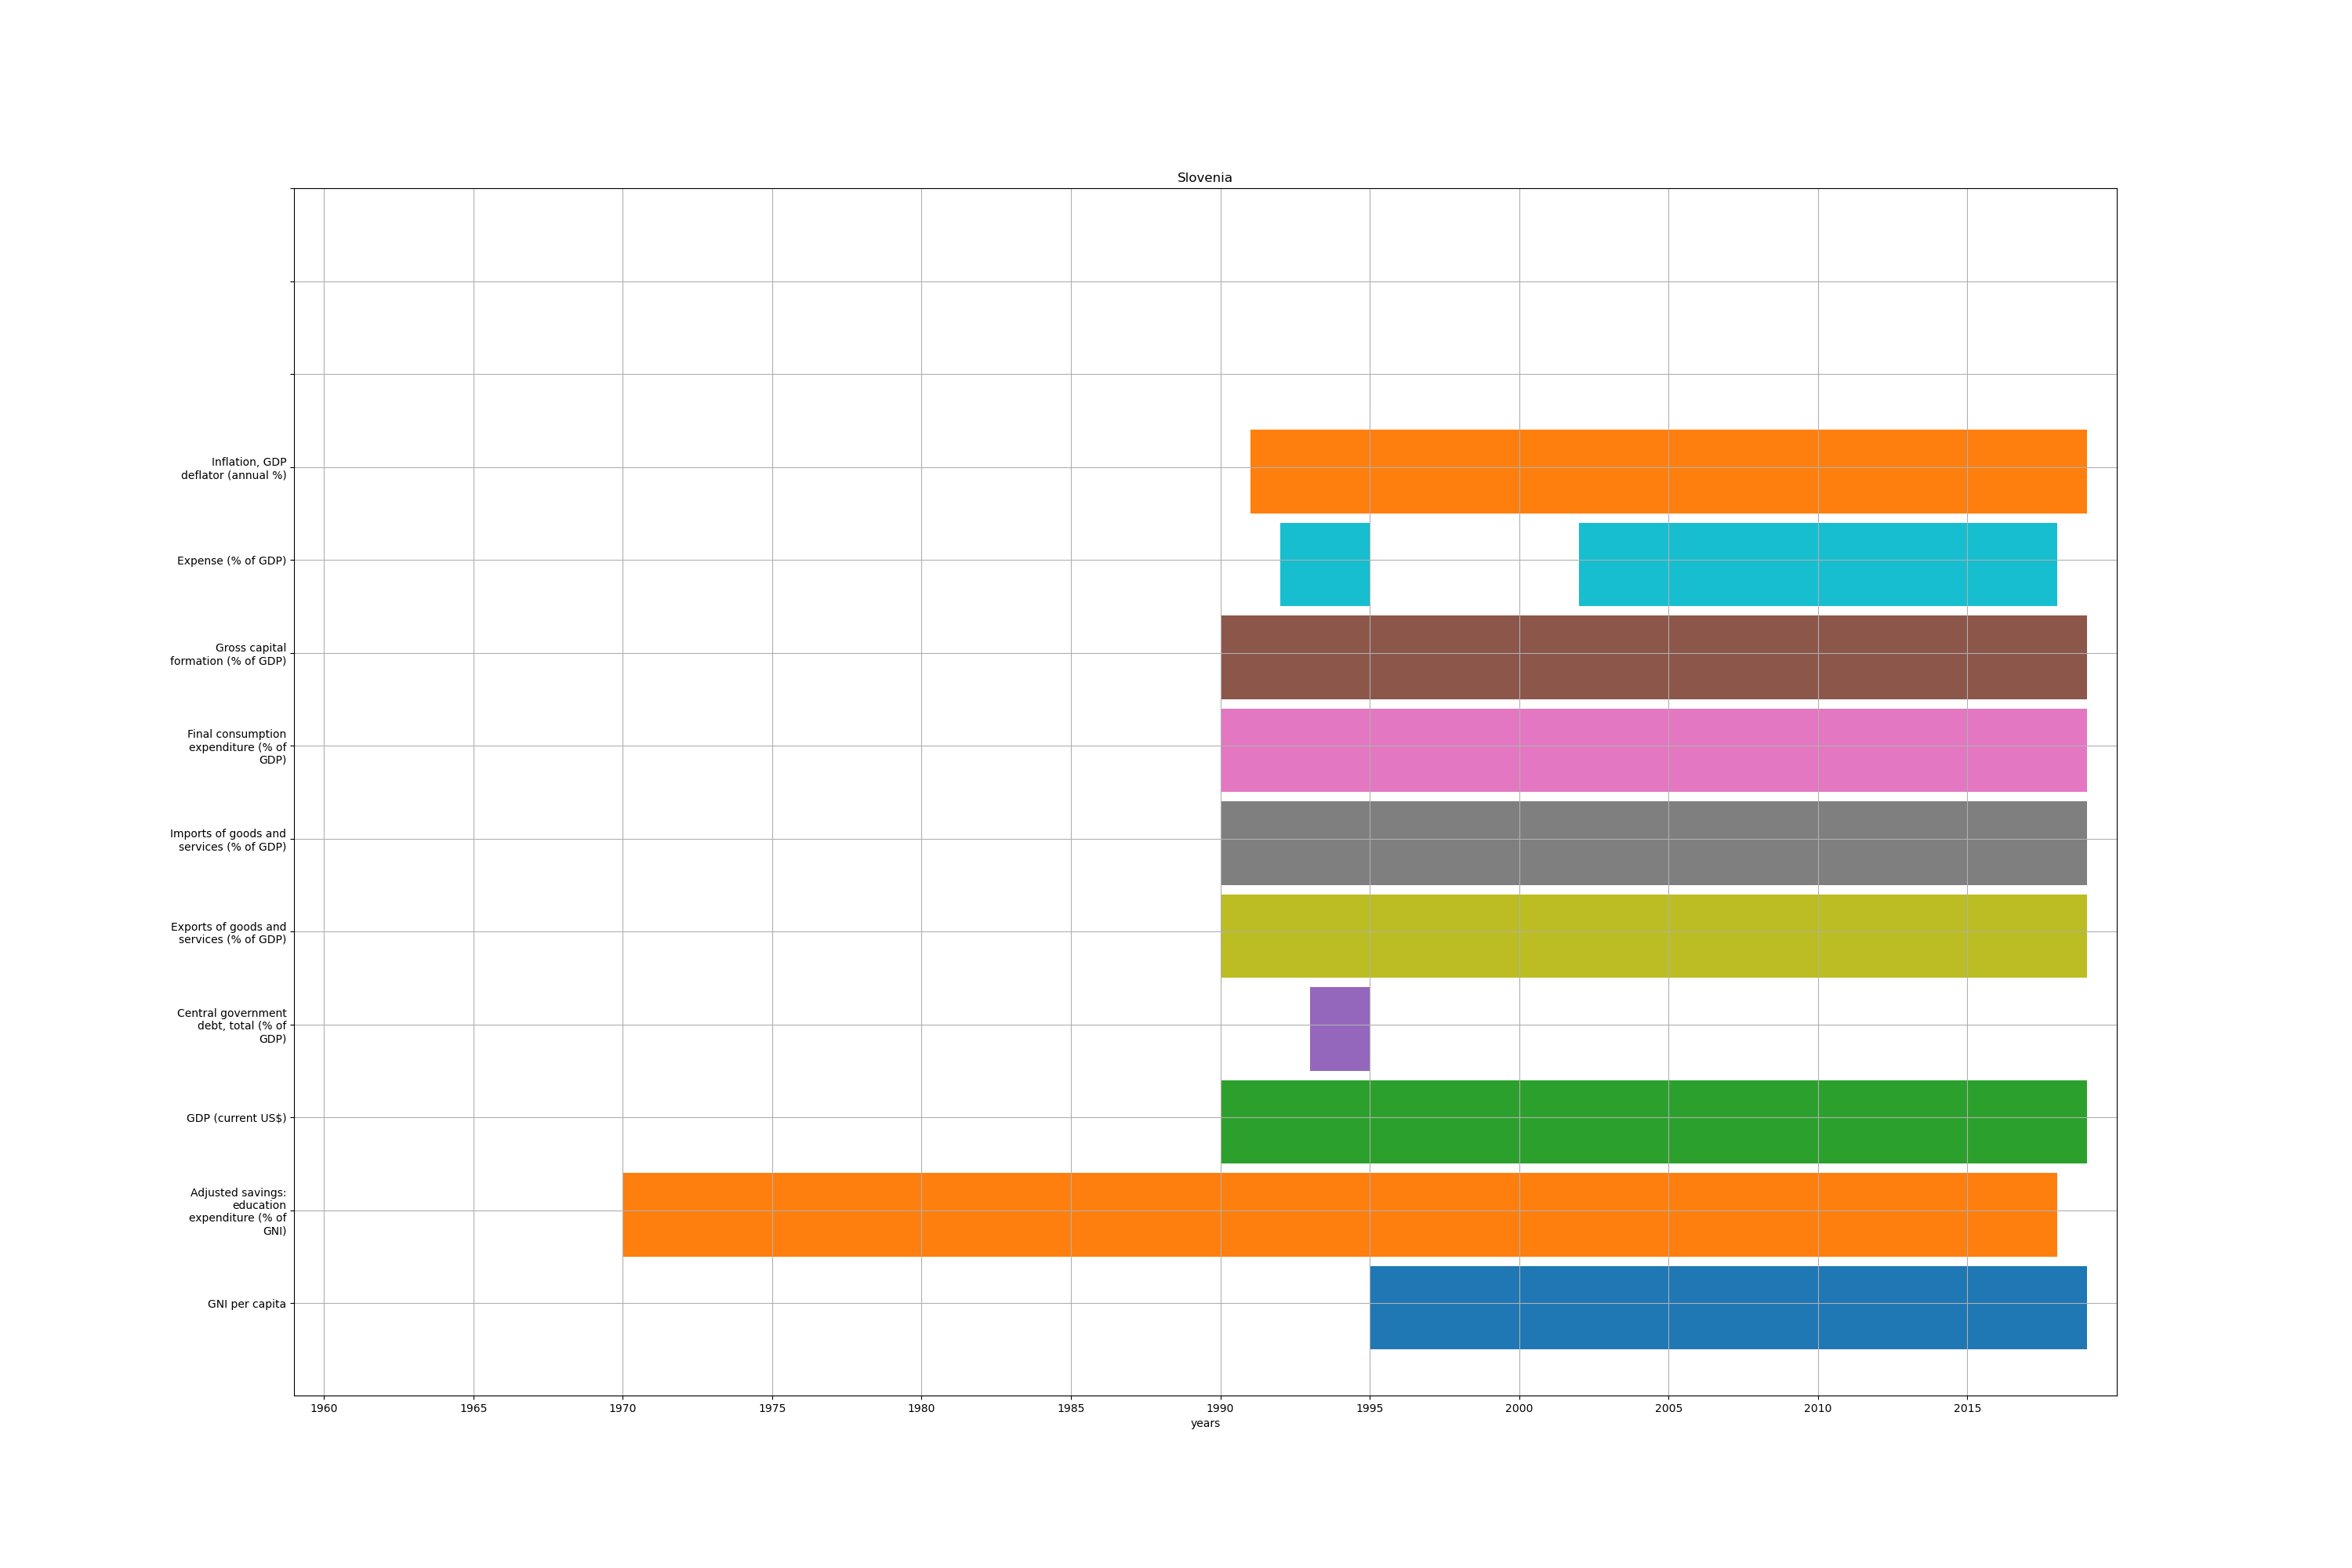 Slovenia
Inflation, GDP
deflator (annual %)
Expense (% of GDP)
Gross capital
formation (% of GDP)
Final consumption
expenditure (% of
GDP)
Imports of goods and
services (% of GDP)
Exports of goods and
services (% of GDP)
Central government
debt, total (% of
GDP)
GDP (current US$)
Adjusted savings:
education
expenditure (% of
GNI)
GNI per capita
1960 1965 1970 1975 1980 1985 1990 1995 2000 2005 2010 2015
years